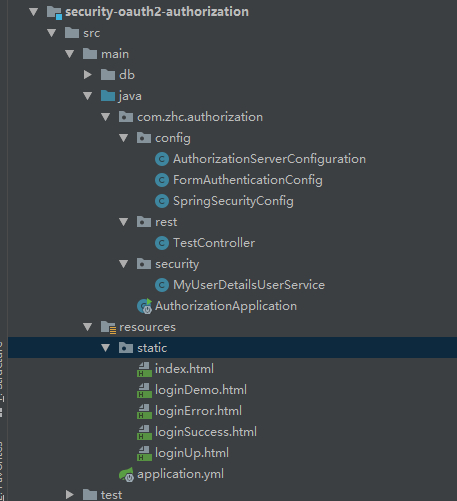 security-oauth2-authorization
src
main
db
java
com.zhc.authorization
config
AuthorizationServerConfiguration
FormAuthenticationConfig
SpringSecurityConfig
rest
TestController
security
MyUserDetailsUserService
AuthorizationApplication
resources
static
index.html
loginDemo.html
loginError.html
loginSuccess.html
loginUp.html
application.yml
test